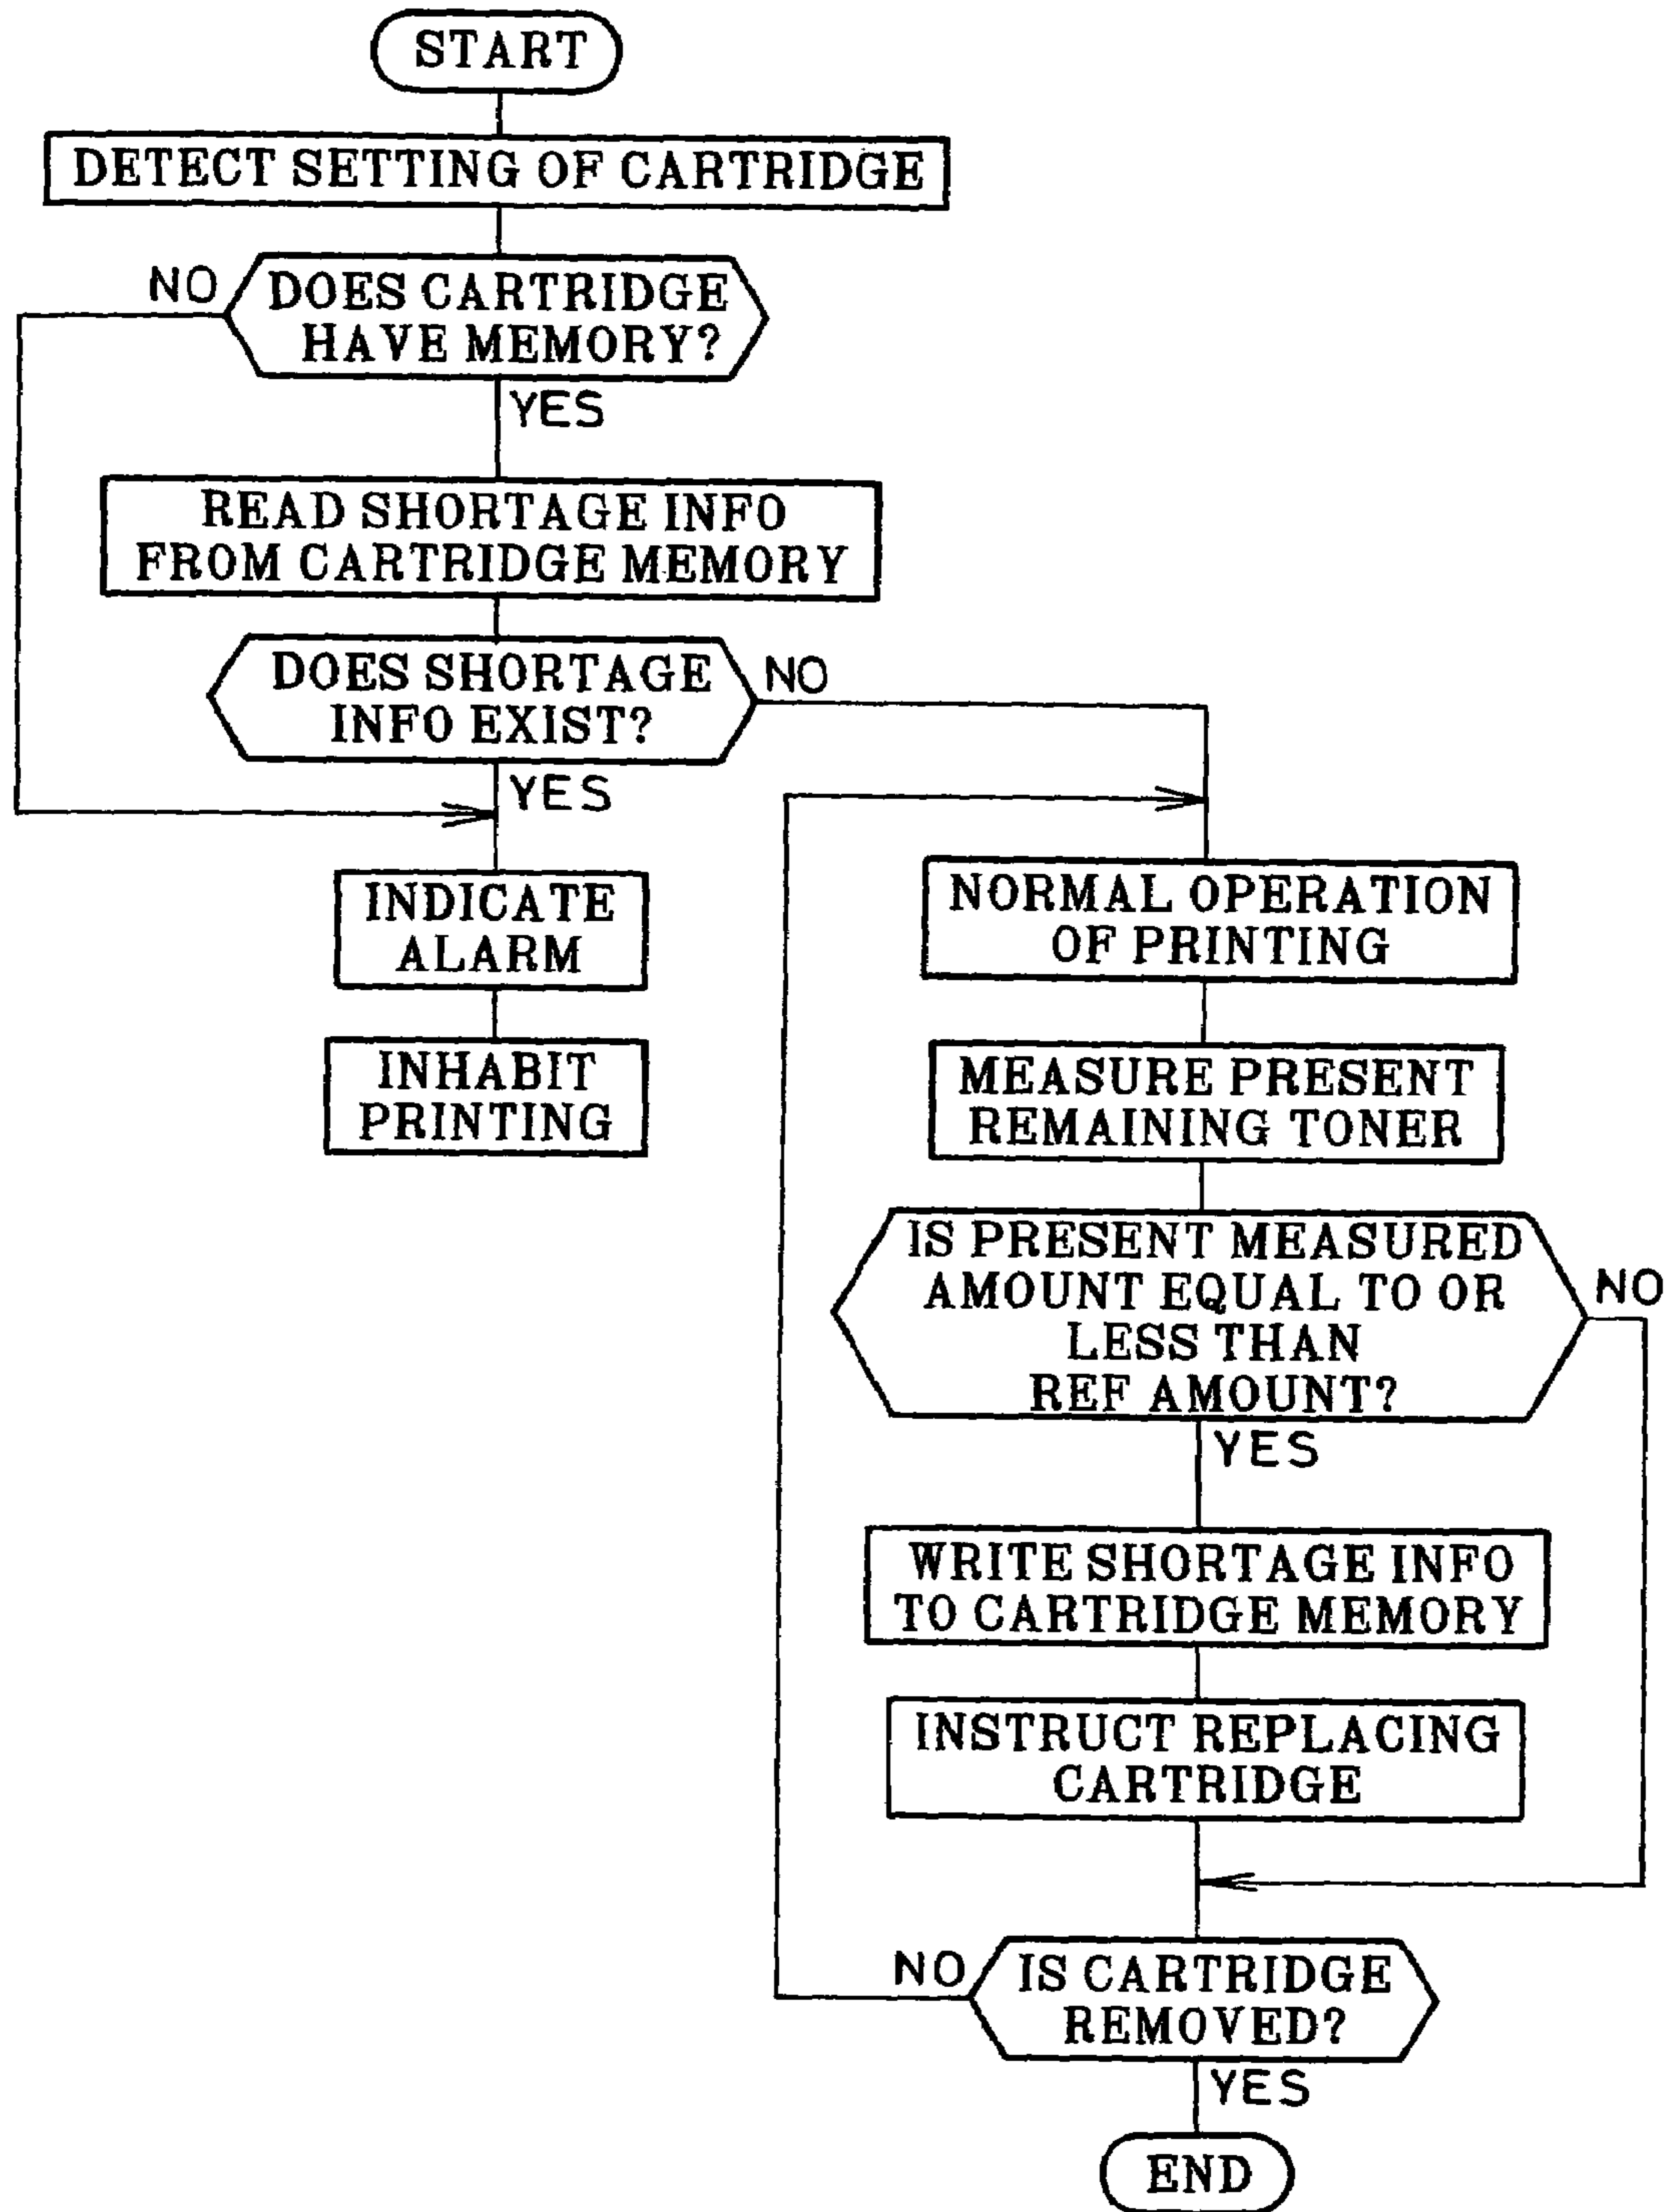 START
DETECT SETTING OF CARTRIDGE
NO
DOES CARTRIDGE
HAVE MEMORY?
YES
READ SHORTAGE INFO
FROM CARTRIDGE MEMORY
DOES SHORTAGE
INFO EXIST?
NO
YES
INDICATE
ALARM
INHABIT
PRINTING
NORMAL OPERATION
OF PRINTING
MEASURE PRESENT
REMAINING TONER
IS PRESENT MEASURED
AMOUNT EQUAL TO OR
LESS THAN
REF AMOUNT?
NO
YES
WRITE SHORTAGE INFO
TO CARTRIDGE MEMORY
INSTRUCT REPLACING
CARTRIDGE
NO
IS CARTRIDGE
REMOVED?
YES
END